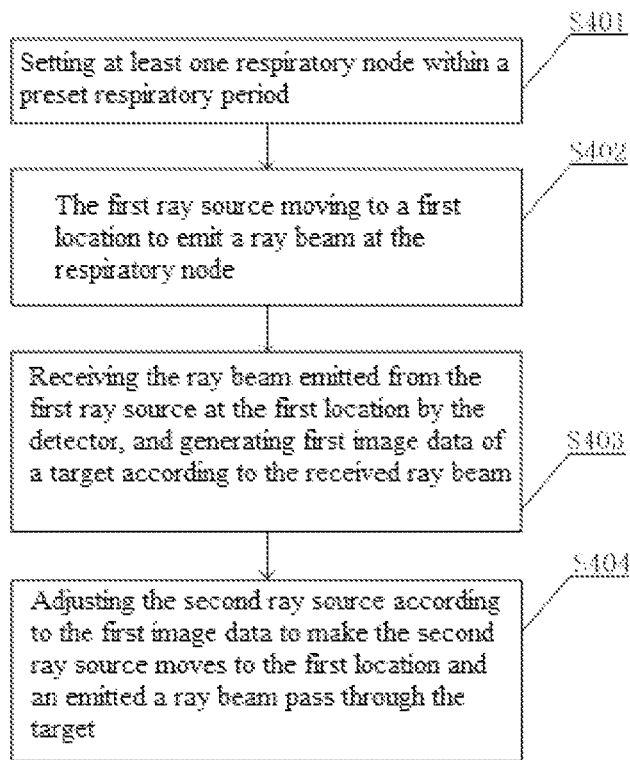 S401
Setting at least one respiratory node within a
preset respiratory period
S402
The first ray source moving to a first
location to emit a ray beam at the
respiratory node
Receiving the ray beam emitted from the
first ray source at the first location by the
detector, and generating first image data of
a target according to the received ray beam
S403
S404
Adjusting the second ray source according
to the first image data to make the second
ray source moves to the first location and
an emitted a ray beam pass through the
target